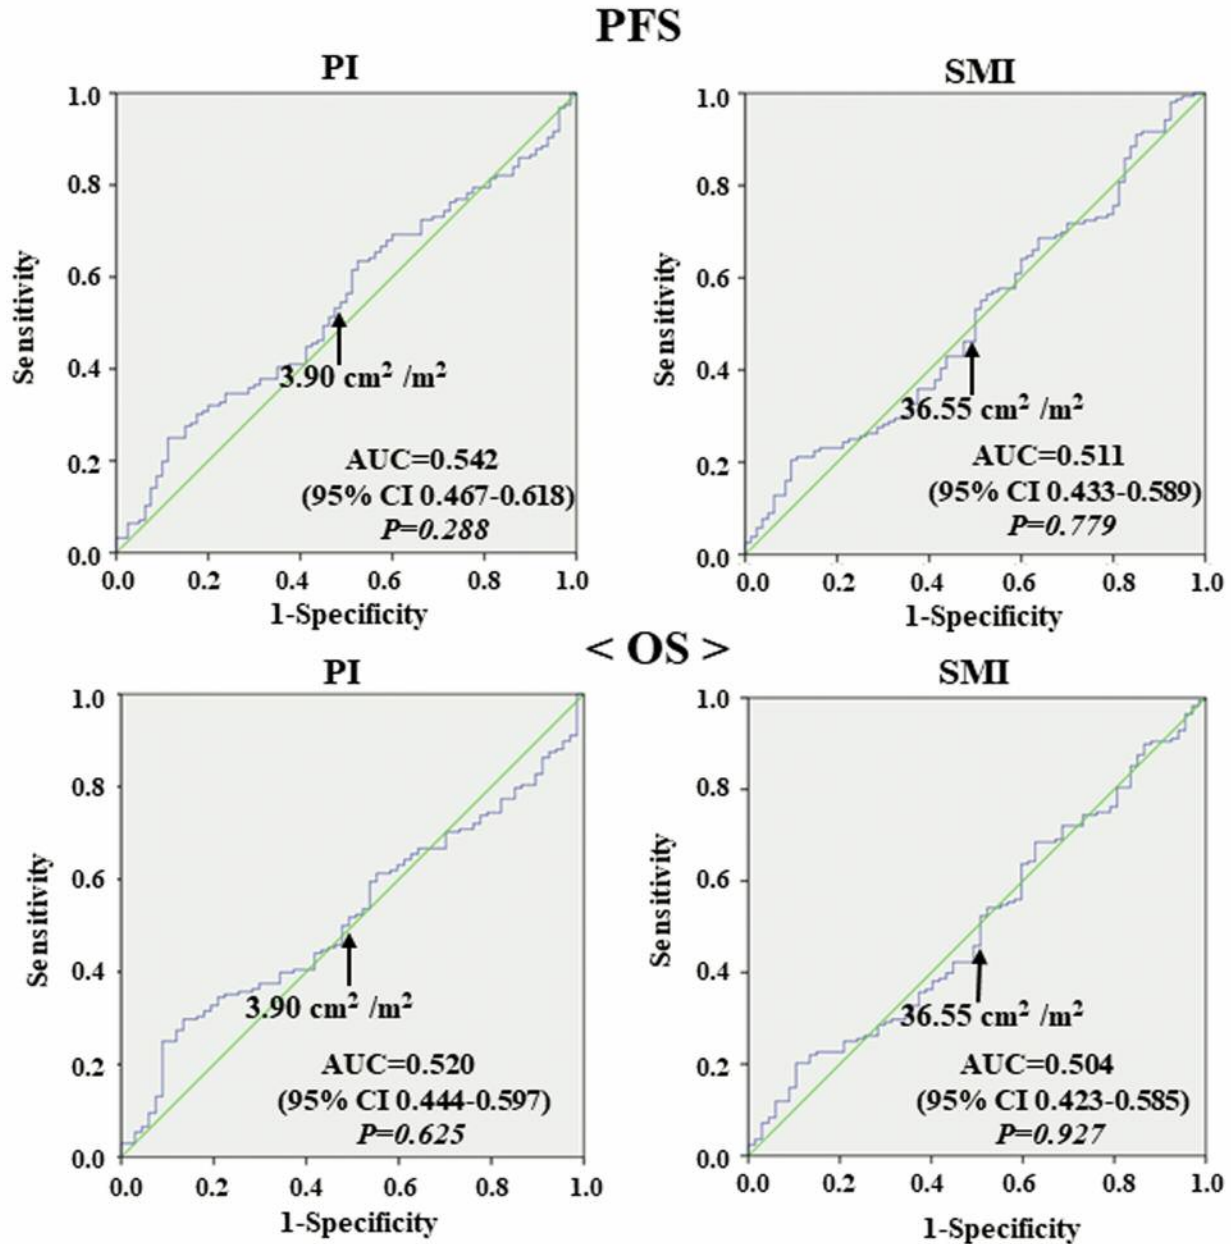 PFS
PI
1.0
0.8
0.6
0.4
0.2
0.0
Sensitivity
3.90 cm² /m²
AUC=0.542
(95% CI 0.467-0.618)
P=0.288
0.0 0.2 0.4 0.6 0.8 1.0
1-Specificity
SMI
1.0
0.8
0.6
0.4
0.2
0.0
Sensitivity
36.55 cm² /m²
AUC=0.511
(95% CI 0.433-0.589)
P=0.779
0.0 0.2 0.4 0.6 0.8 1.0
1-Specificity
< OS >
PI
1.0
0.8
0.6
0.4
0.2
0.0
Sensitivity
3.90 cm² /m²
AUC=0.520
(95% CI 0.444-0.597)
P=0.625
0.0 0.2 0.4 0.6 0.8 1.0
1-Specificity
SMI
1.0
0.8
0.6
0.4
0.2
0.0
Sensitivity
36.55 cm² /m²
AUC=0.504
(95% CI 0.423-0.585)
P=0.927
0.0 0.2 0.4 0.6 0.8 1.0
1-Specificity